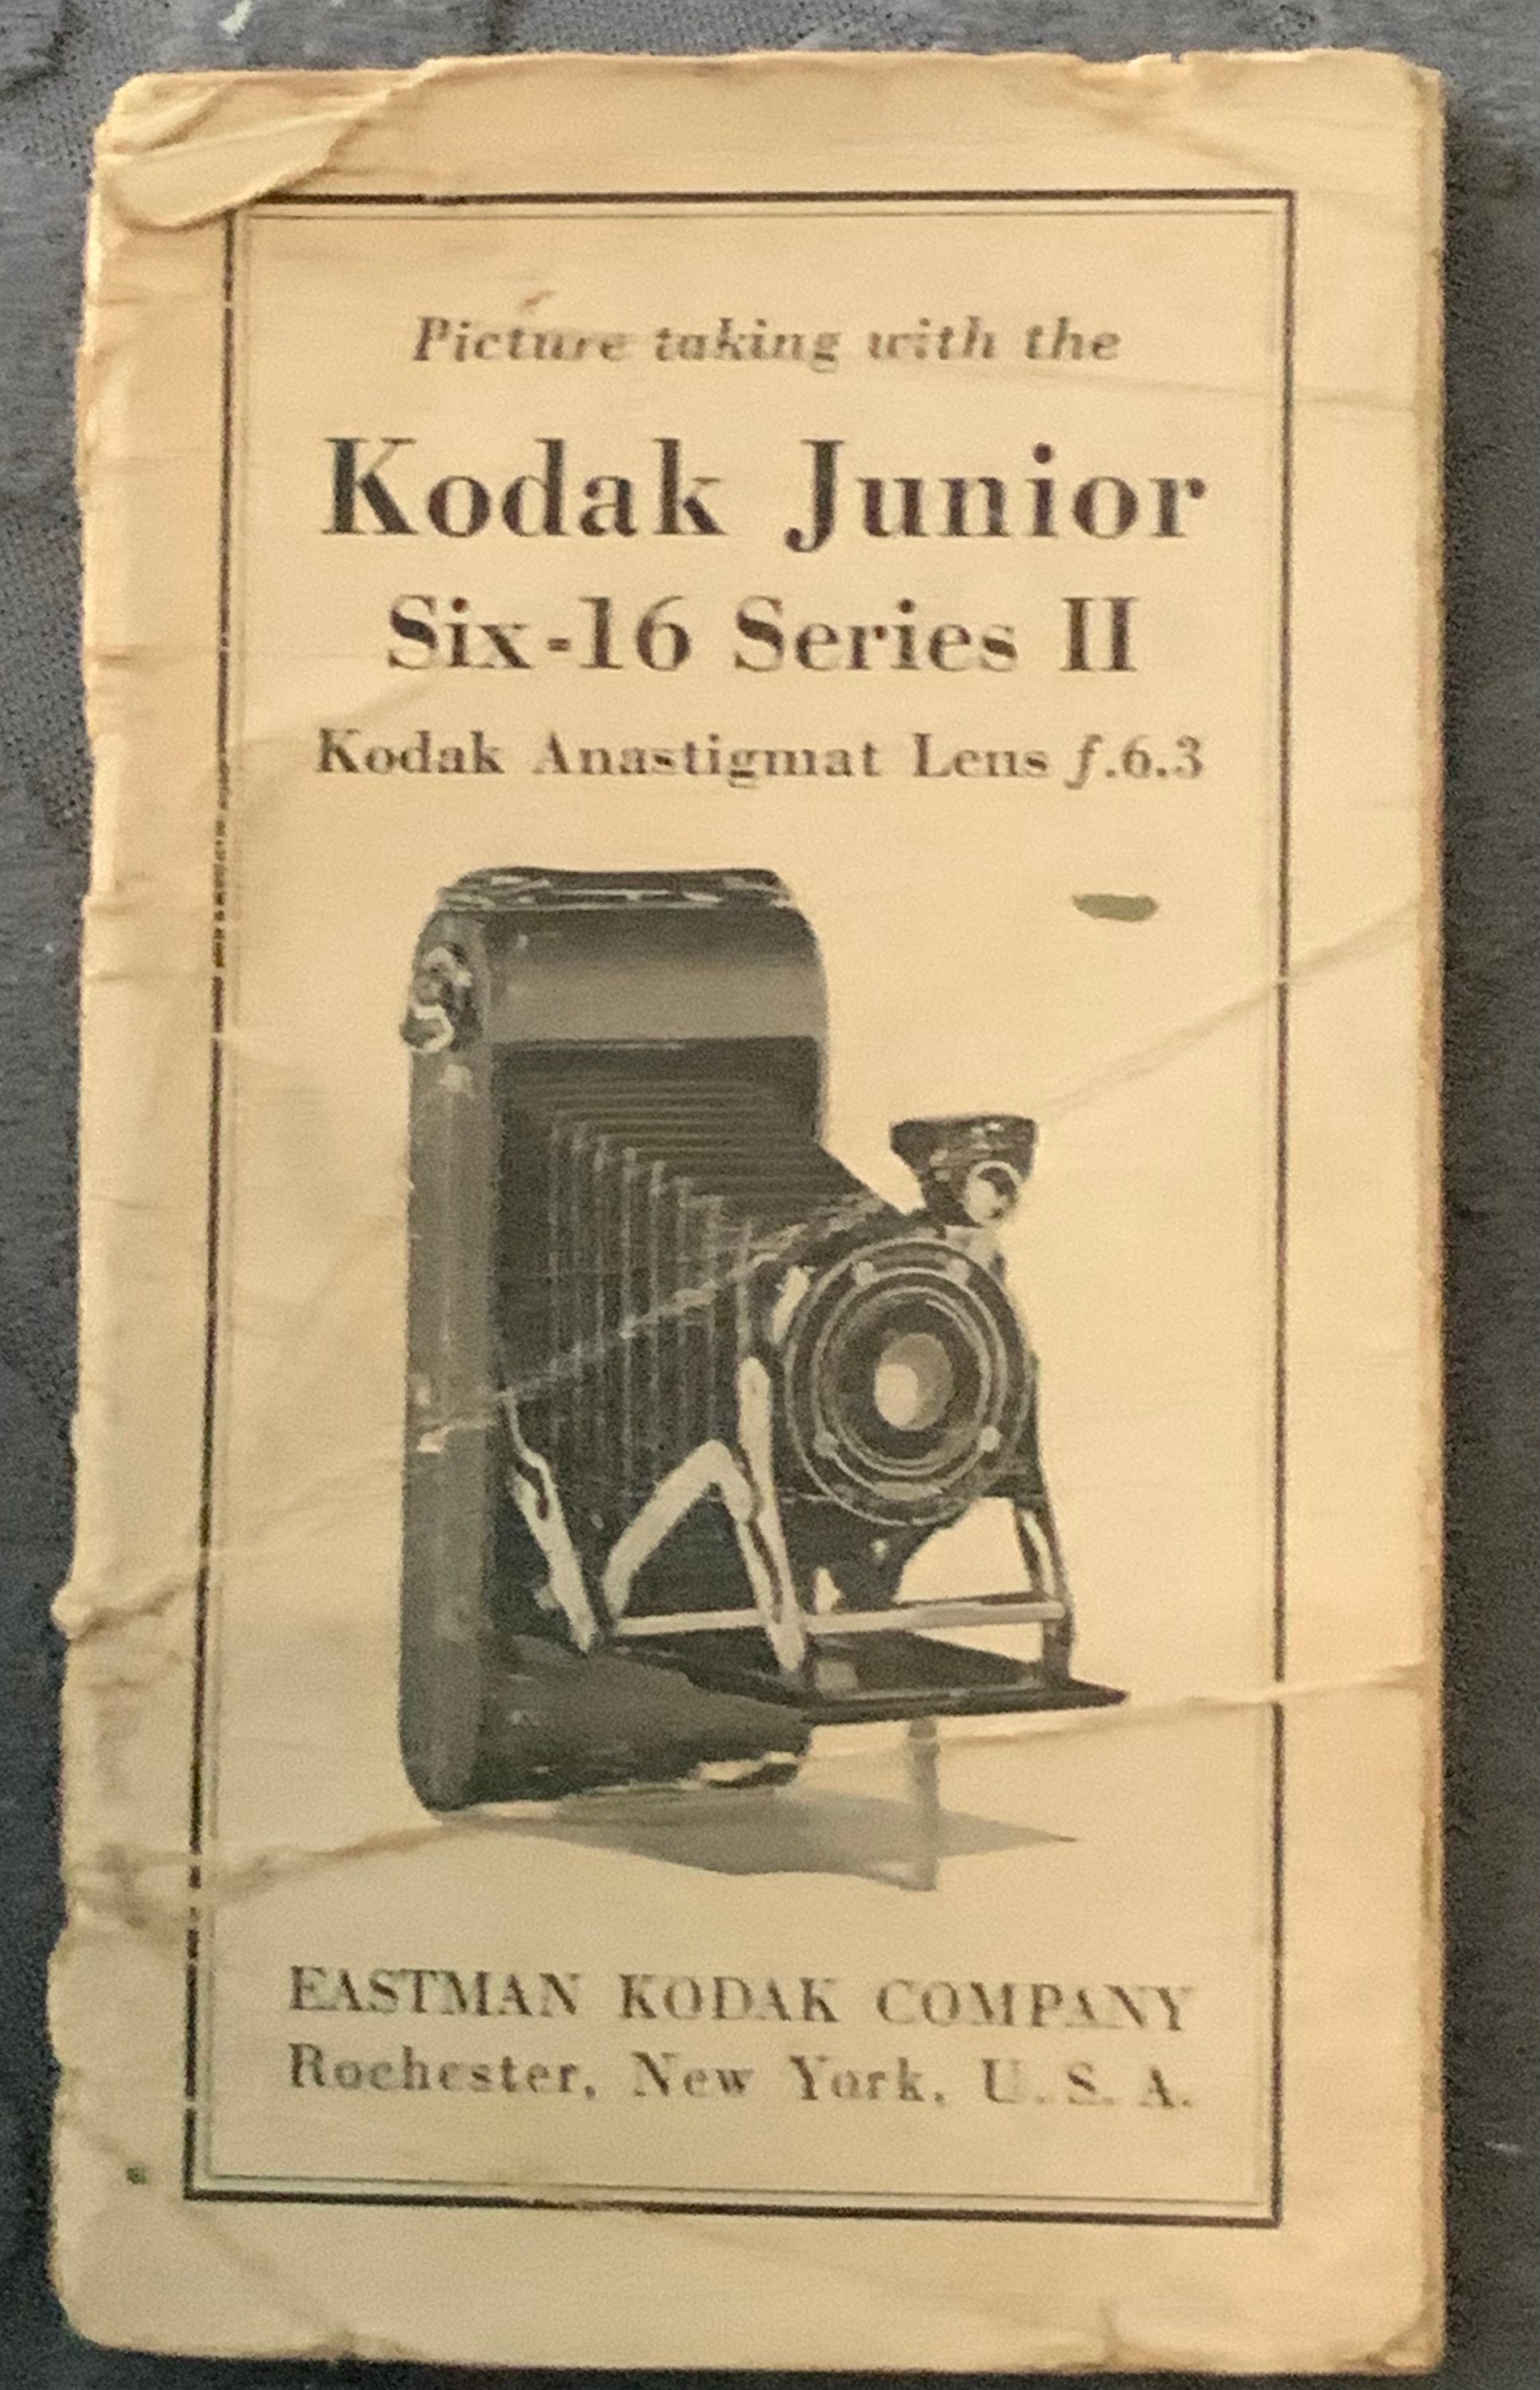 Picture taking with the
Kodak Junior
Six-16 Series II
Kodak Anastigmat Lens f.6.3
EASTMAN KODAK COMPANY
Rochester, New York, U. S. A.